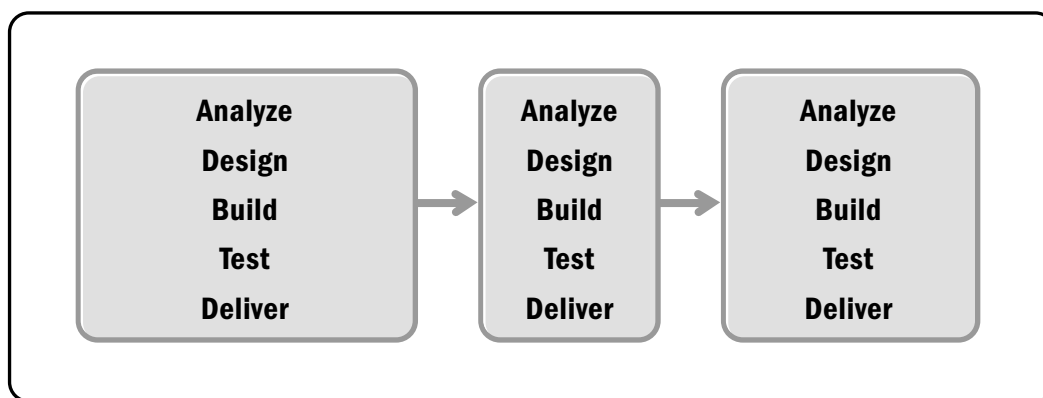 Analyze
Design
Build
Test
Deliver
Analyze
Design
Build
Test
Deliver
Analyze
Design
Build
Test
Deliver